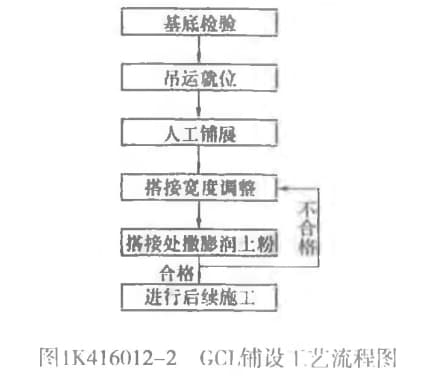 基底检验
吊运就位
人工铺展
搭接宽度调整
不合格
搭接处撒膨润土粉
合格
进行后续施工
图1K416012-2 GCL铺设工艺流程图